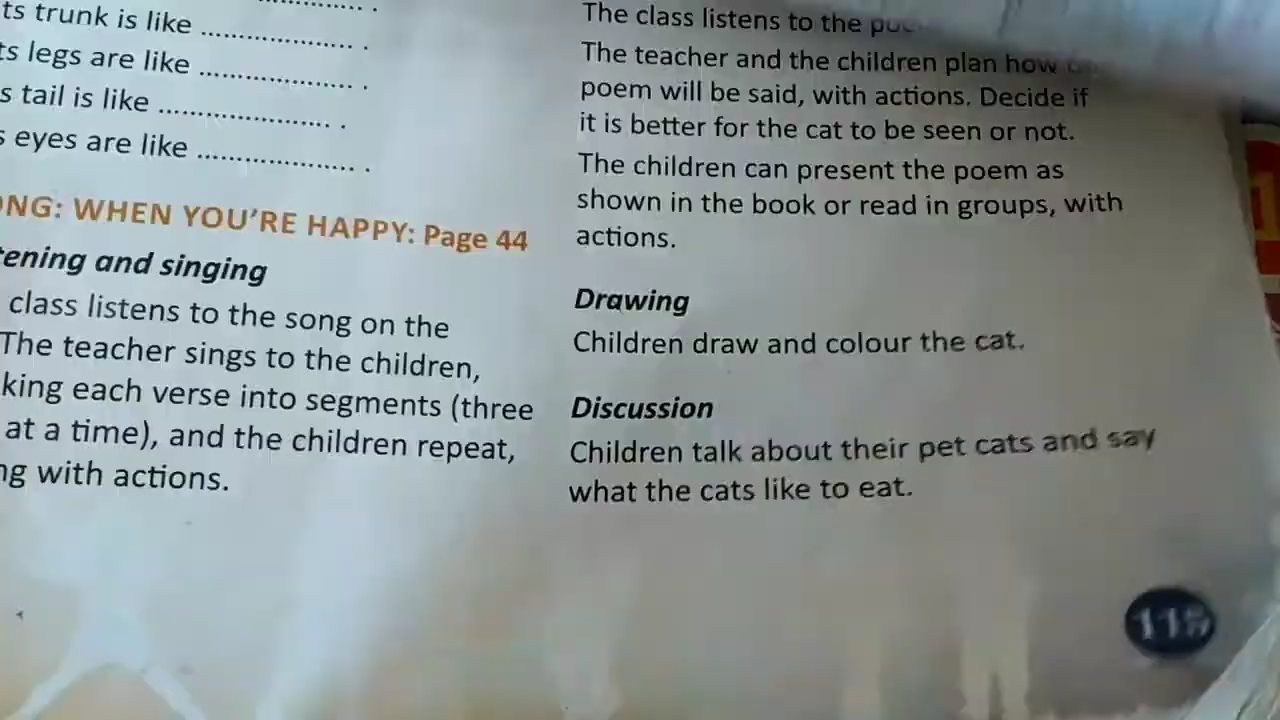 ts trunk is like ..................... .
ts legs are like ..................... .
s tail is like ....................... .
s eyes are like ..................... .
ONG: WHEN YOU'RE HAPPY: Page 44
tening and singing
class listens to the song on the
The teacher sings to the children,
king each verse into segments (three
at a time), and the children repeat,
ng with actions.
The class listens to the
The teacher and the children plan how
poem will be said, with actions. Decide if
it is better for the cat to be seen or not.
The children can present the poem as
shown in the book or read in groups, with
actions.
Drawing
Children draw and colour the cat.
Discussion
Children talk about their pet cats and say
what the cats like to eat.